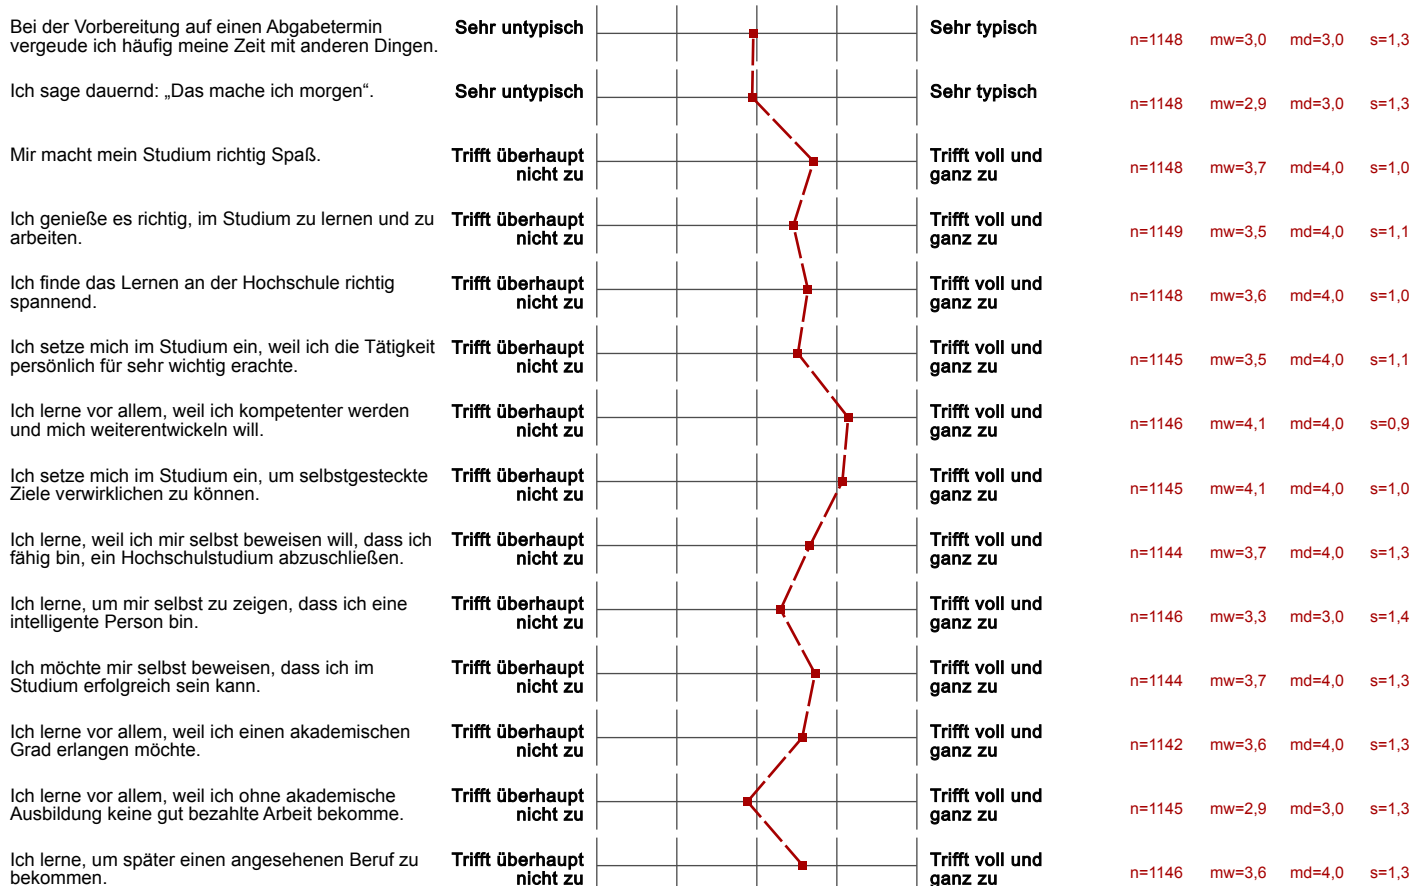 Bei der Vorbereitung auf einen Abgabetermin
vergeude ich häufig meine Zeit mit anderen Dingen.
Sehr untypisch
Sehr typisch
n=1148 mw=3,0 md=3,0 s=1,3
Ich sage dauernd: „Das mache ich morgen“.
Sehr untypisch
Sehr typisch
n=1148 mw=2,9 md=3,0 s=1,3
Mir macht mein Studium richtig Spaß.
Trifft überhaupt
nicht zu
Trifft voll und
ganz zu
n=1148 mw=3,7 md=4,0 s=1,0
Ich genieße es richtig, im Studium zu lernen und zu
arbeiten.
Trifft überhaupt
nicht zu
Trifft voll und
ganz zu
n=1149 mw=3,5 md=4,0 s=1,1
Ich finde das Lernen an der Hochschule richtig
spannend.
Trifft überhaupt
nicht zu
Trifft voll und
ganz zu
n=1148 mw=3,6 md=4,0 s=1,0
Ich setze mich im Studium ein, weil ich die Tätigkeit
persönlich für sehr wichtig erachte.
Trifft überhaupt
nicht zu
Trifft voll und
ganz zu
n=1145 mw=3,5 md=4,0 s=1,1
Ich lerne vor allem, weil ich kompetenter werden
und mich weiterentwickeln will.
Trifft überhaupt
nicht zu
Trifft voll und
ganz zu
n=1146 mw=4,1 md=4,0 s=0,9
Ich setze mich im Studium ein, um selbstgesteckte
Ziele verwirklichen zu können.
Trifft überhaupt
nicht zu
Trifft voll und
ganz zu
n=1145 mw=4,1 md=4,0 s=1,0
Ich lerne, weil ich mir selbst beweisen will, dass ich
fähig bin, ein Hochschulstudium abzuschließen.
Trifft überhaupt
nicht zu
Trifft voll und
ganz zu
n=1144 mw=3,7 md=4,0 s=1,3
Ich lerne, um mir selbst zu zeigen, dass ich eine
intelligente Person bin.
Trifft überhaupt
nicht zu
Trifft voll und
ganz zu
n=1146 mw=3,3 md=3,0 s=1,4
Ich möchte mir selbst beweisen, dass ich im
Studium erfolgreich sein kann.
Trifft überhaupt
nicht zu
Trifft voll und
ganz zu
n=1144 mw=3,7 md=4,0 s=1,3
Ich lerne vor allem, weil ich einen akademischen
Grad erlangen möchte.
Trifft überhaupt
nicht zu
Trifft voll und
ganz zu
n=1142 mw=3,6 md=4,0 s=1,3
Ich lerne vor allem, weil ich ohne akademische
Ausbildung keine gut bezahlte Arbeit bekomme.
Trifft überhaupt
nicht zu
Trifft voll und
ganz zu
n=1145 mw=2,9 md=3,0 s=1,3
Ich lerne, um später einen angesehenen Beruf zu
bekommen.
Trifft überhaupt
nicht zu
Trifft voll und
ganz zu
n=1146 mw=3,6 md=4,0 s=1,3